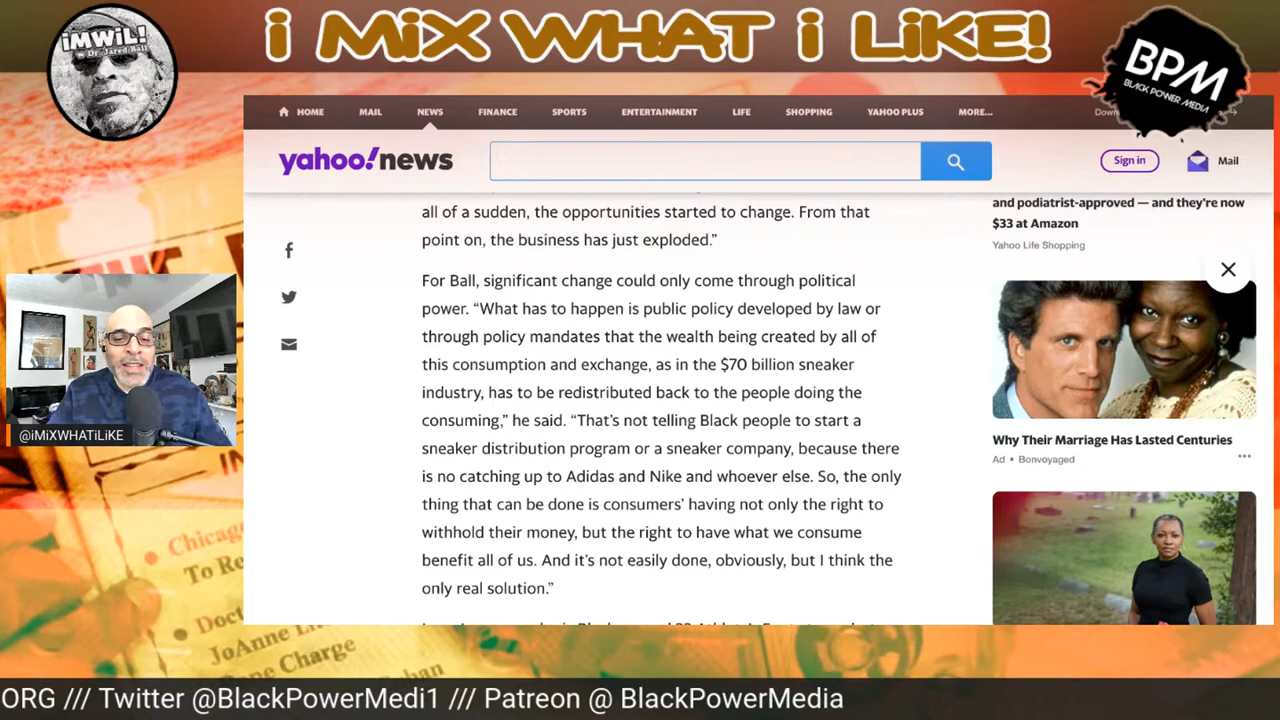 iMWiL!
w Dr. Jared Ball
i MiX WHAT i LiKE!
BPM
BLACK POWER MEDIA
HOME
MAIL
NEWS
FINANCE
SPORTS
ENTERTAINMENT
LIFE
SHOPPING
YAHOO PLUS
MORE...
Down
yahoo!news
Sign in
Mail
all of a sudden, the opportunities started to change. From that
point on, the business has just exploded.”
For Ball, significant change could only come through political
power. “What has to happen is public policy developed by law or
through policy mandates that the wealth being created by all of
this consumption and exchange, as in the $70 billion sneaker
industry, has to be redistributed back to the people doing the
consuming,” he said. “That’s not telling Black people to start a
sneaker distribution program or a sneaker company, because there
is no catching up to Adidas and Nike and whoever else. So, the only
thing that can be done is consumers’ having not only the right to
withhold their money, but the right to have what we consume
benefit all of us. And it’s not easily done, obviously, but I think the
only real solution.”
and podiatrist-approved — and they're now
$33 at Amazon
Yahoo Life Shopping
Why Their Marriage Has Lasted Centuries
Ad • Bonvoyaged
@iMiXWHATiLiKE
Chicago
To Re
Doct
JoAnne
Charge
ORG /// Twitter @BlackPowerMedi1 /// Patreon @ BlackPowerMedia